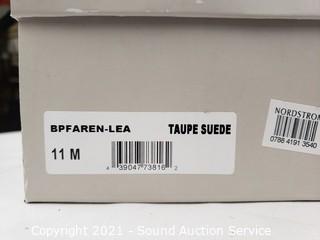 BPFAREN-LEA TAUPE SUEDE
11 M
4 39047 73816 2
NORDSTROM
0788 4191 3540
Copyright 2021 - Sound Auction Service